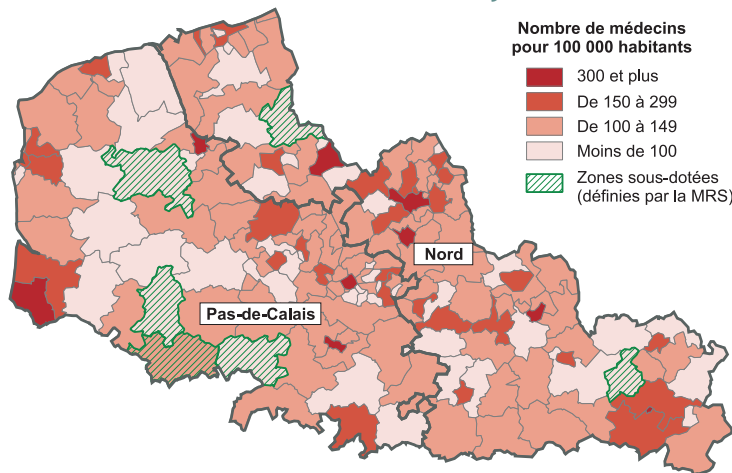 Nombre de médecins
pour 100 000 habitants
300 et plus
De 150 à 299
De 100 à 149
Moins de 100
Zones sous-dotées
(définies par la MRS)
Nord
Pas-de-Calais